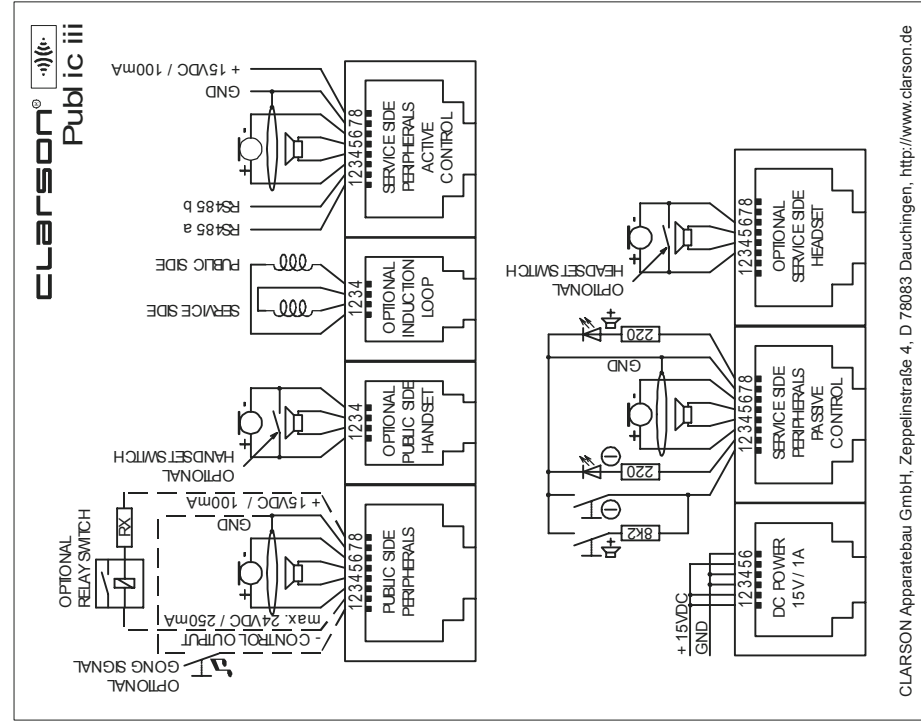 CLARSON®
Public iii
+ 15VDC / 100mA
GND
+ -
RS485 b
RS485 a
12345678
SERVICE SIDE
PERIPHERALS
ACTIVE
CONTROL
PUBLIC SIDE
SERVICE SIDE
1234
OPTIONAL
INDUCTION
LOOP
+ -
OPTIONAL
HANDSET SWITCH
1234
OPTIONAL
PUBLIC SIDE
HANDSET
OPTIONAL
RELAY SWITCH
RX
+ 15VDC / 100mA
GND
+ -
max. 24VDC / 250mA
- CONTROL OUTPUT
OPTIONAL
GONG SIGNAL
12345678
PUBLIC SIDE
PERIPHERALS
+ -
OPTIONAL
HEADSET SWITCH
12345678
OPTIONAL
SERVICE SIDE
HEADSET
+
220
GND
+ -
220
8k2
+
12345678
SERVICE SIDE
PERIPHERALS
PASSIVE
CONTROL
+ 15VDC
GND
123456
DC POWER
15V / 1A
CLARSON Apparatebau GmbH, Zeppelinstraße 4, D 78083 Dauchingen, http://www.clarson.de